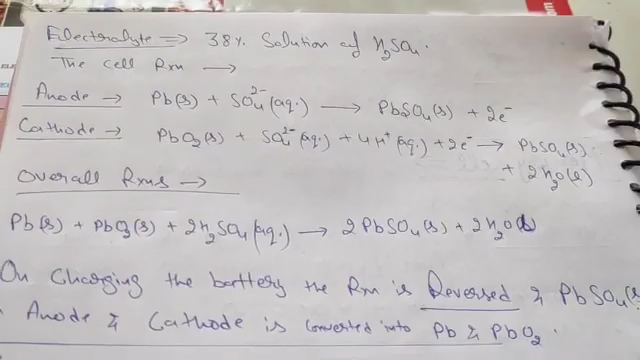 Electrolyte ⇒ 38% Solution of H2SO4.
The cell Rxn →
Anode → Pb(s) + SO4^2-(aq.) → PbSO4(s) + 2e-
Cathode → PbO2(s) + SO4^2-(aq.) + 4H+(aq.) + 2e- → PbSO4(s)
+ 2H2O(l)
Overall Rxns →
Pb(s) + PbO2(s) + 2H2SO4(aq.) → 2PbSO4(s) + 2H2O(l)
On Charging the battery the Rxn is Reversed & PbSO4(s
Anode & Cathode is converted into Pb & PbO2.